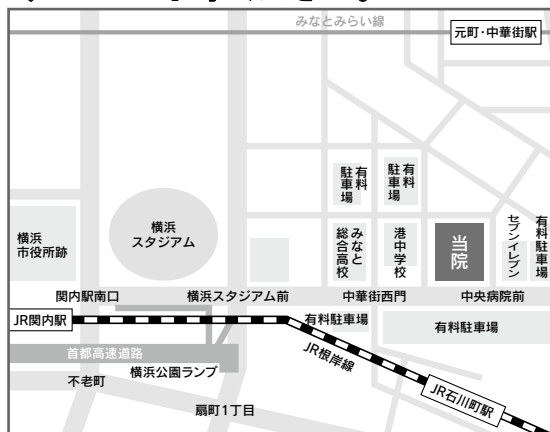 みなとみらい線
元町・中華街駅
有料
駐車場
有料
駐車場
横浜
市役所跡
横浜
スタジアム
みなと
総合高校
港中学校
当院
セブンイレブン
有料駐車場
関内駅南口
横浜スタジアム前
中華街西門
中央病院前
JR関内駅
有料駐車場
有料駐車場
首都高速道路
JR根岸線
横浜公園ランプ
不老町
JR石川町駅
扇町1丁目